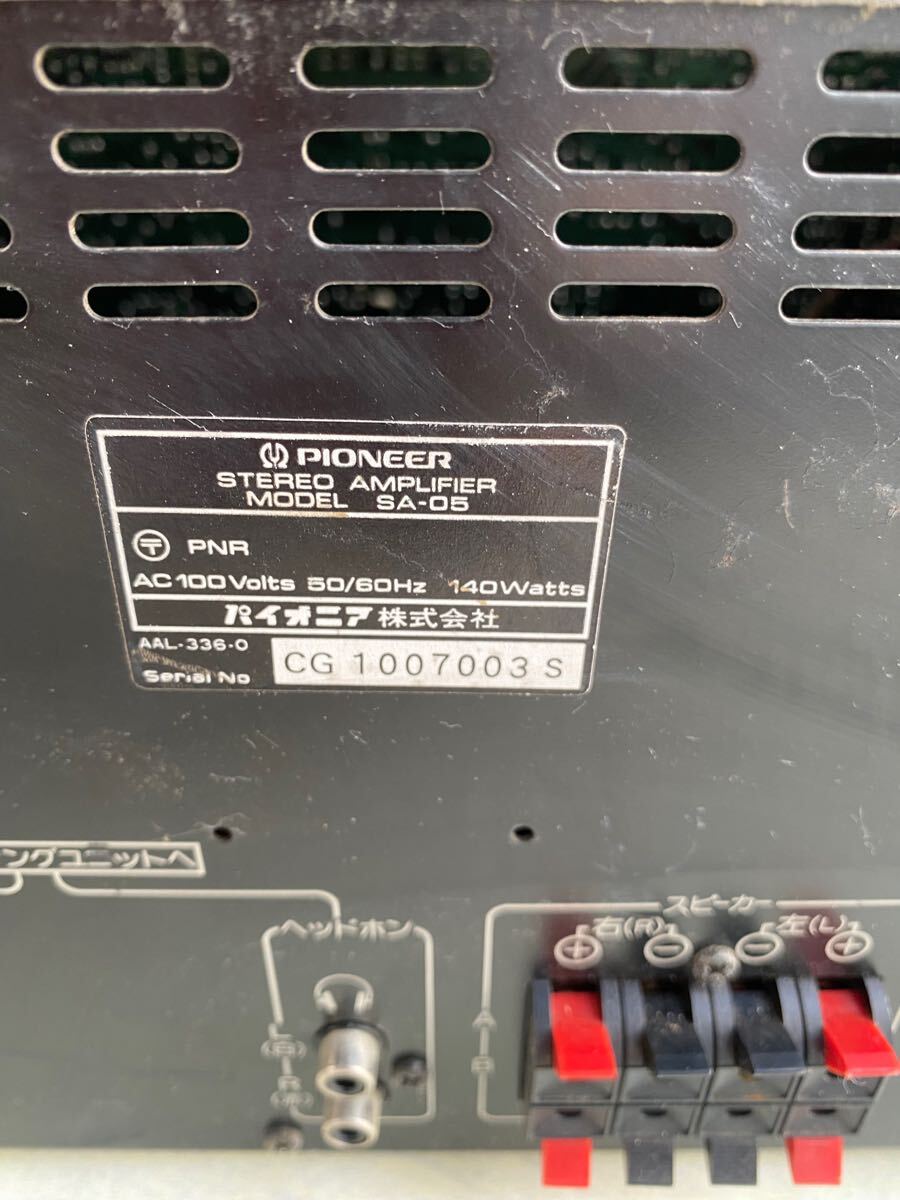 PIONEER
STEREO AMPLIFIER
MODEL SA-05
〒 PNR
AC 100 Volts 50/60Hz 140Watts
パイオニア株式会社
AAL-336-0
Serial No CG 1007003 S
ングユニットへ
ヘッドホン
スピーカー
右(R) 左(L)
⊕ ⊖ ⊖ ⊕
L
R
A
B